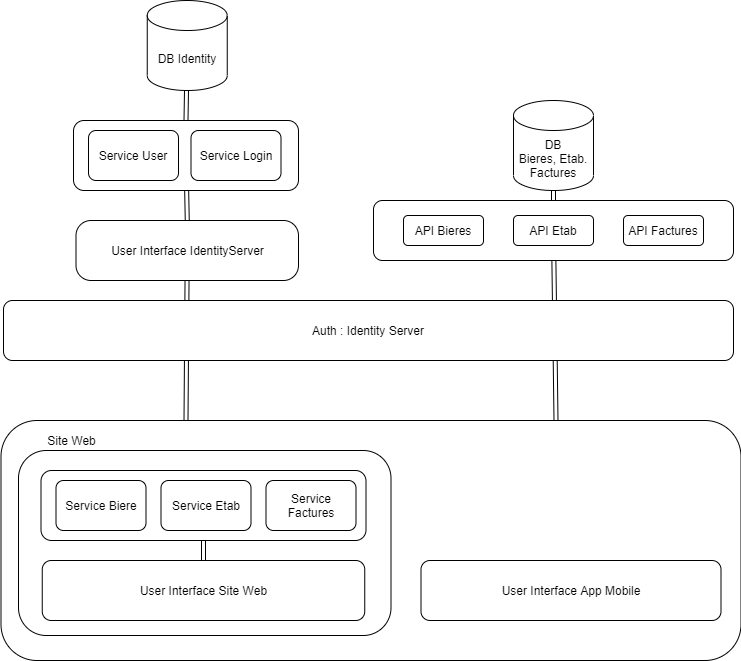 DB Identity
Service User
Service Login
DB
Bieres, Etab.
Factures
User Interface IdentityServer
API Bieres
API Etab
API Factures
Auth : Identity Server
Site Web
Service Biere
Service Etab
Service
Factures
User Interface Site Web
User Interface App Mobile